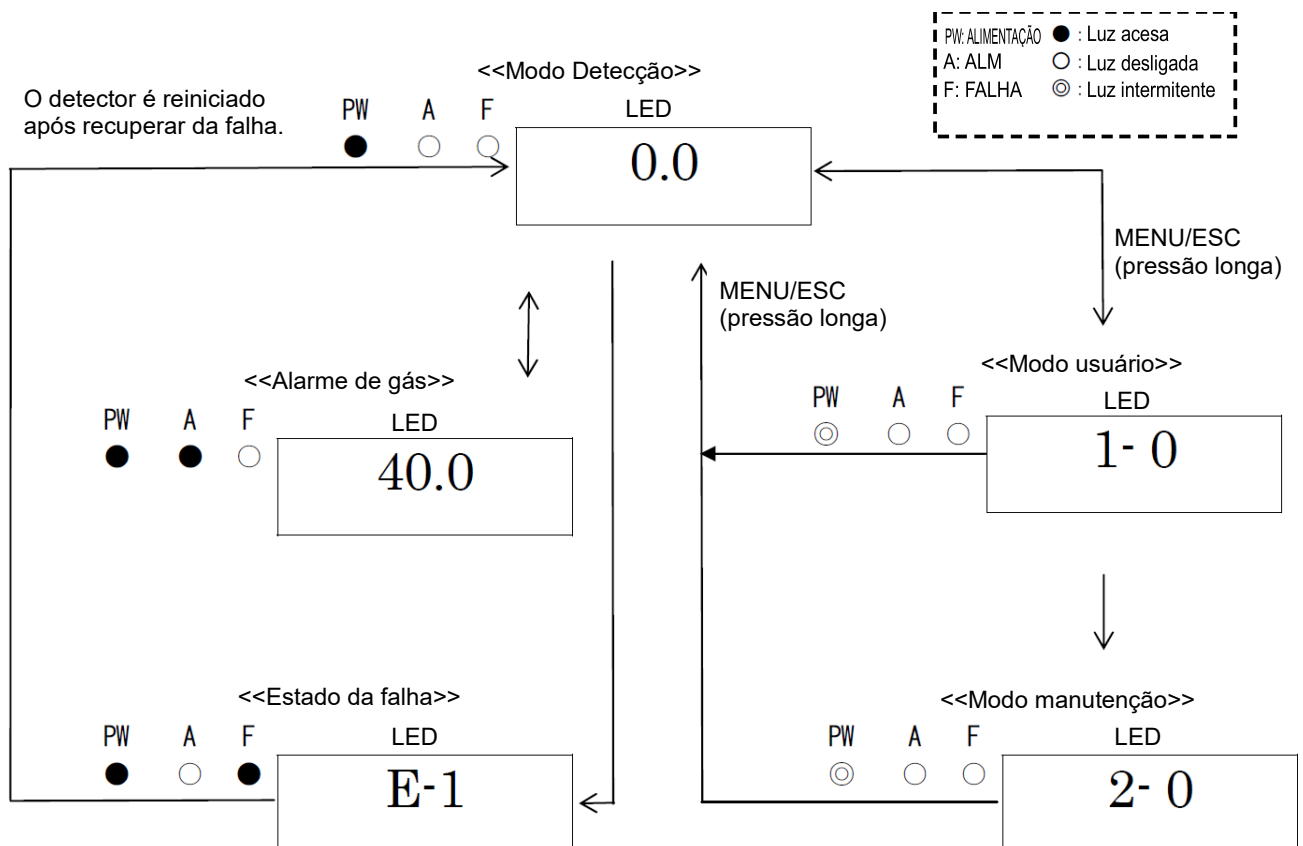 PW: ALIMENTAÇÃO ● : Luz acesa
A: ALM ○ : Luz desligada
F: FALHA ◎ : Luz intermitente
<<Modo Detecção>>
O detector é reiniciado
após recuperar da falha.
PW A F LED
0.0
MENU/ESC
(pressão longa)
MENU/ESC
(pressão longa)
<<Alarme de gás>>
PW A F LED
40.0
<<Modo usuário>>
PW A F LED
1- 0
<<Estado da falha>>
PW A F LED
E-1
<<Modo manutenção>>
PW A F LED
2- 0